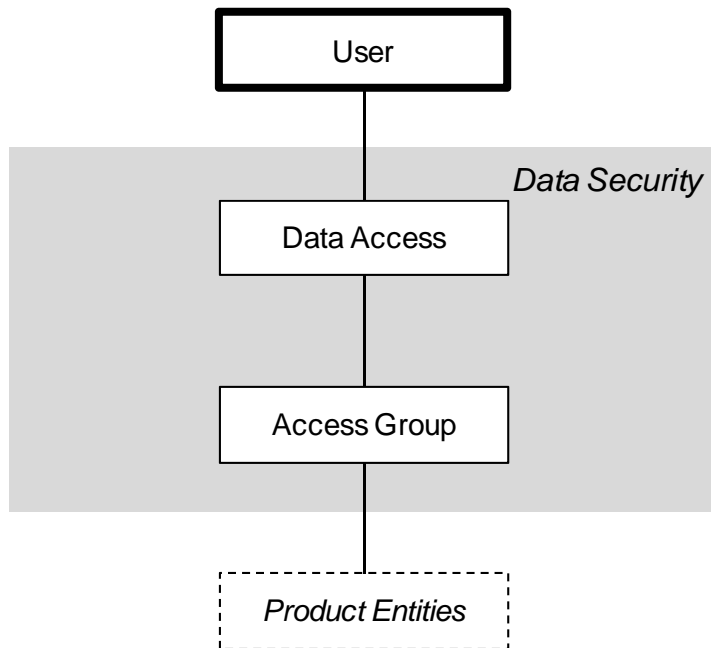 User
Data Security
Data Access
Access Group
Product Entities